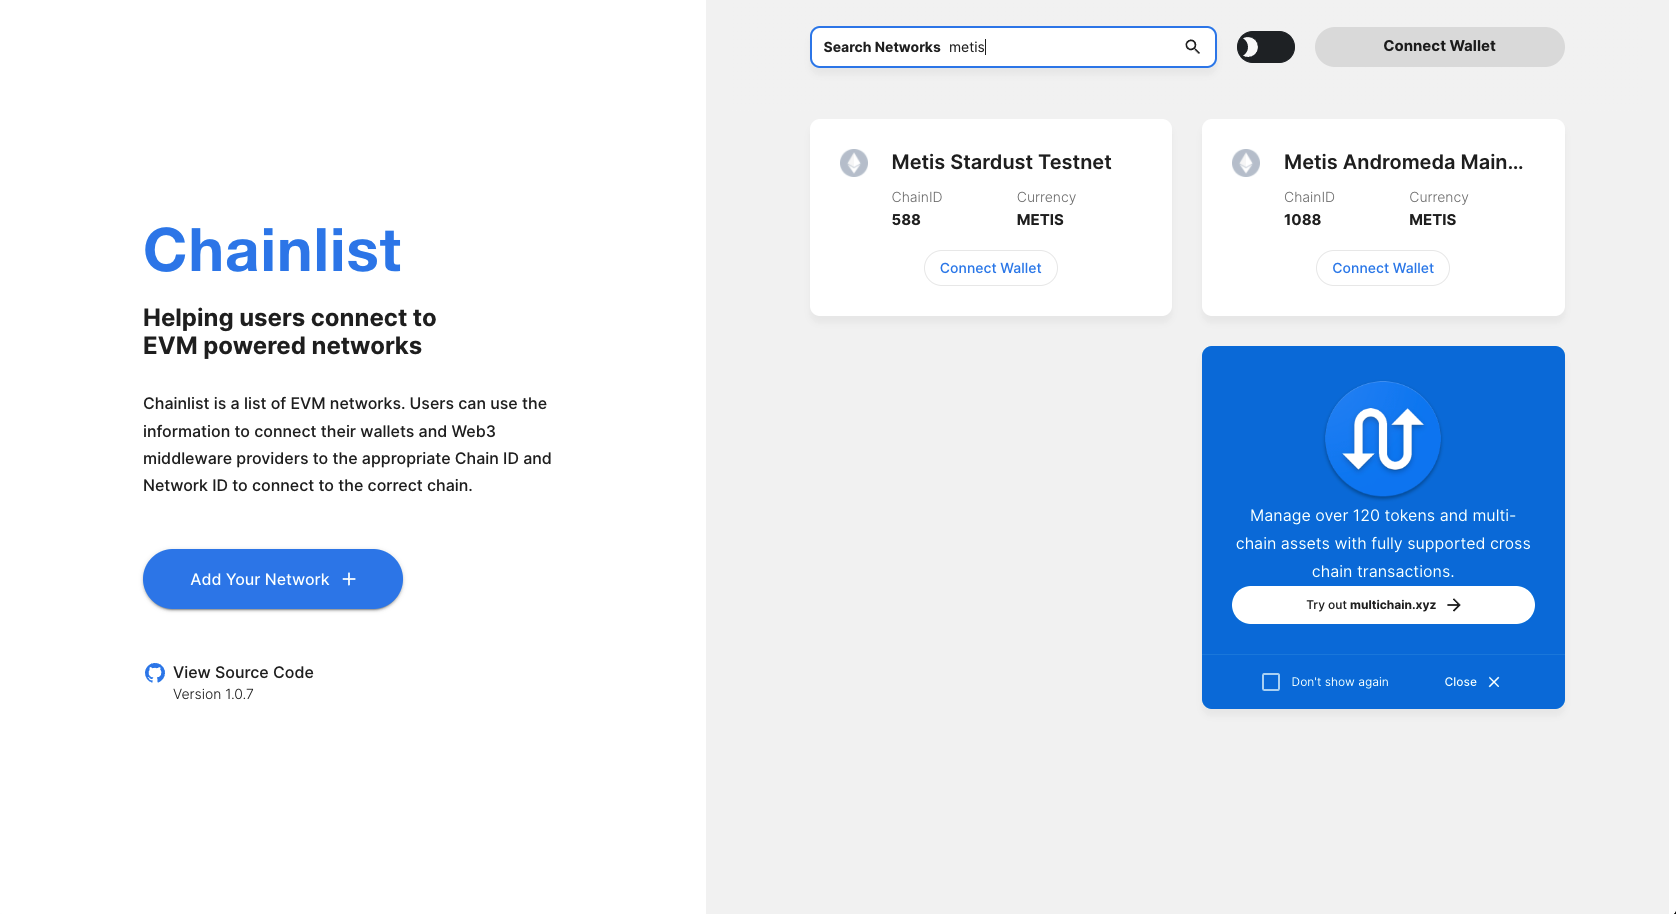 Chainlist
Helping users connect to
EVM powered networks
Chainlist is a list of EVM networks. Users can use the
information to connect their wallets and Web3
middleware providers to the appropriate Chain ID and
Network ID to connect to the correct chain.
Add Your Network
View Source Code
Version 1.0.7
Search Networks metis
Connect Wallet
Metis Stardust Testnet
ChainID Currency
588 METIS
Connect Wallet
Metis Andromeda Main...
ChainID Currency
1088 METIS
Connect Wallet
Manage over 120 tokens and multi-
chain assets with fully supported cross
chain transactions.
Try out multichain.xyz
Don't show again Close